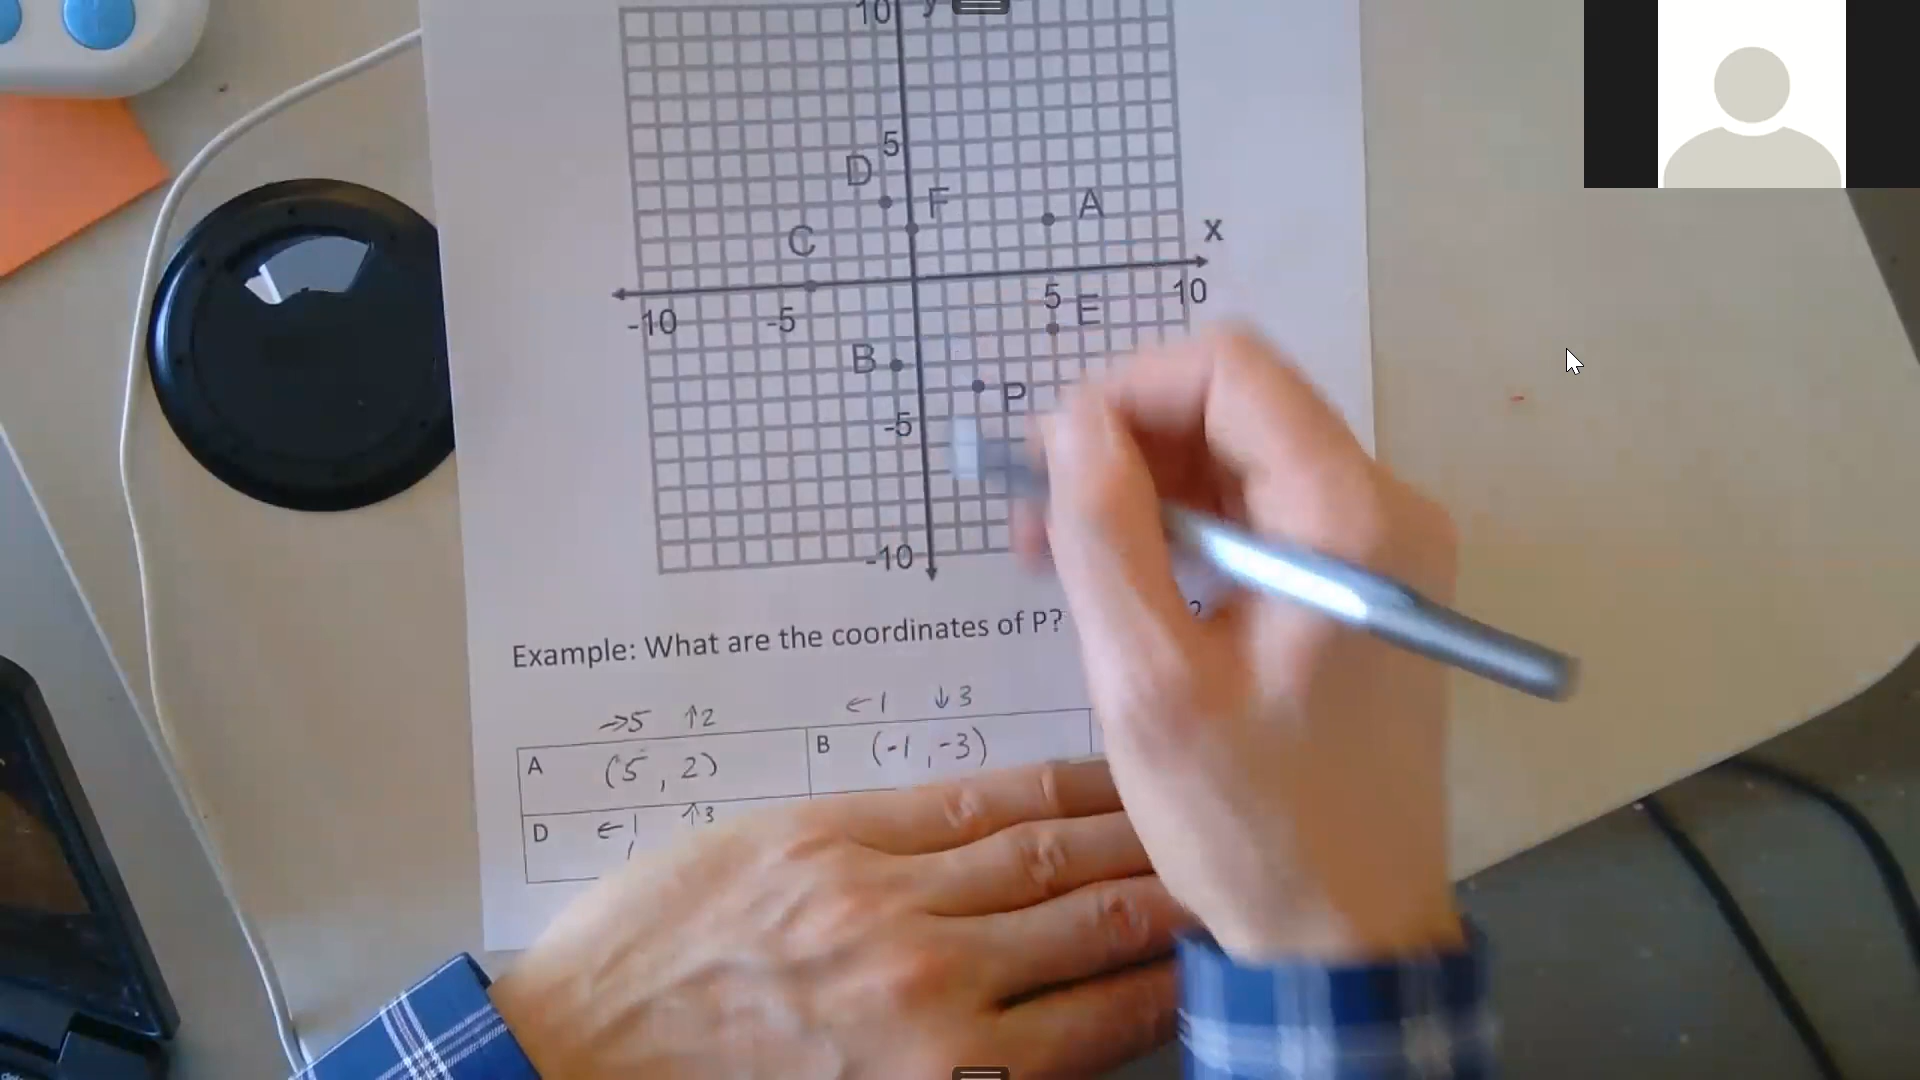 10 y
5
D
F
A
C
x
5
E
10
-10
-5
B
P
-5
-10
Example: What are the coordinates of P? ?
→5 ↑2
←1 ↓3
A (5, 2)
B (-1, -3)
D ←1 ↑3